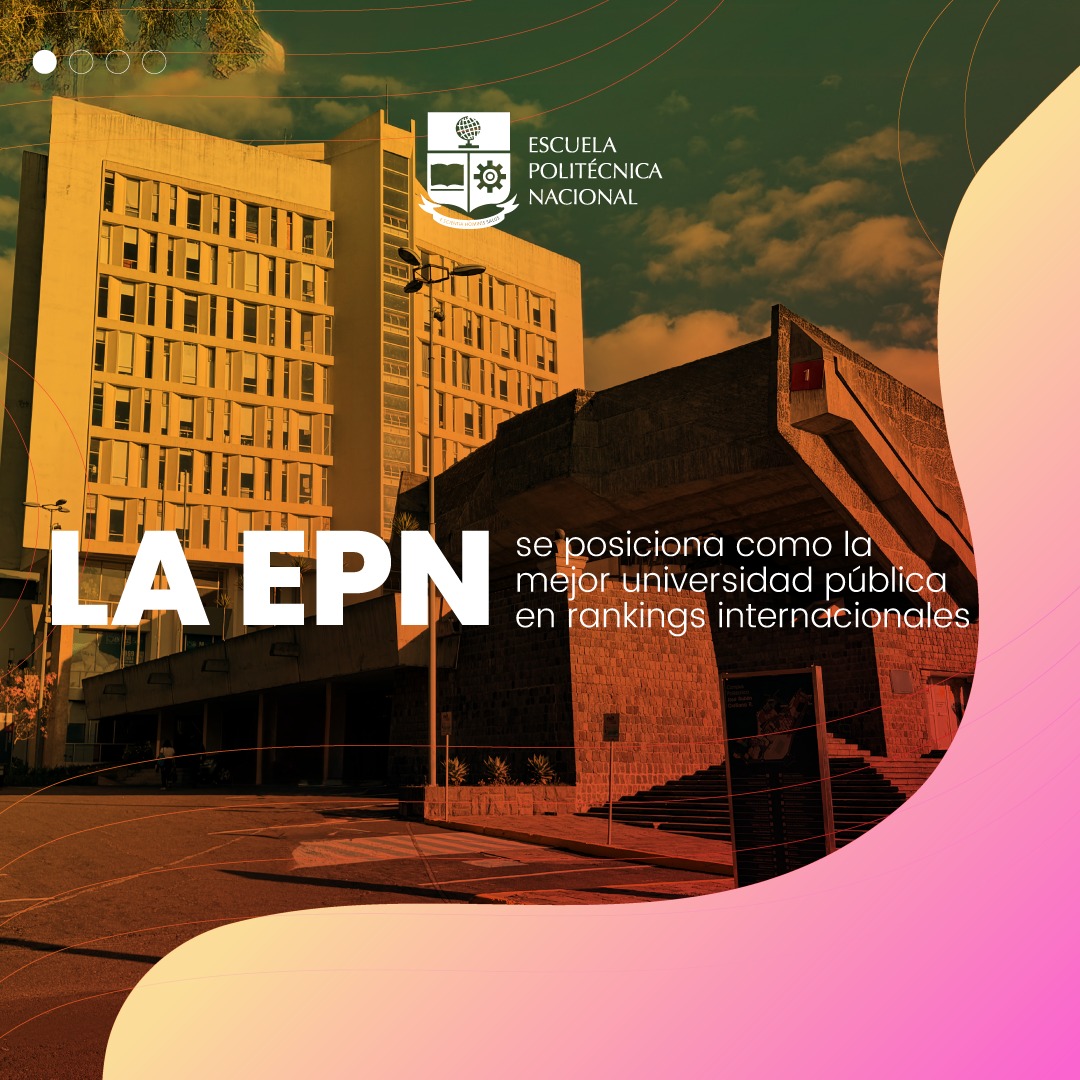 ESCUELA
POLITÉCNICA
NACIONAL
LA EPN
se posiciona como la
mejor universidad pública
en rankings internacionales